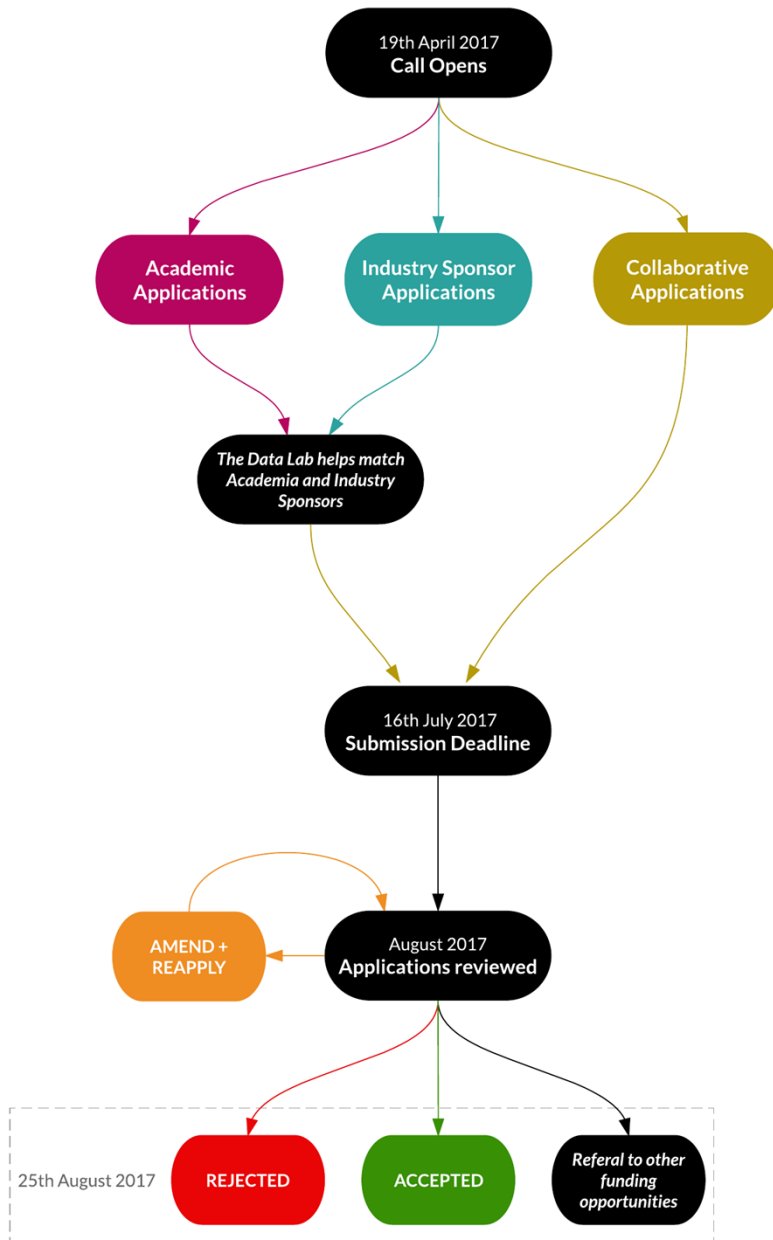 19th April 2017
Call Opens
Academic
Applications
Industry Sponsor
Applications
Collaborative
Applications
The Data Lab helps match
Academia and Industry
Sponsors
16th July 2017
Submission Deadline
AMEND +
REAPPLY
August 2017
Applications reviewed
25th August 2017
REJECTED
ACCEPTED
Referal to other
funding
opportunities